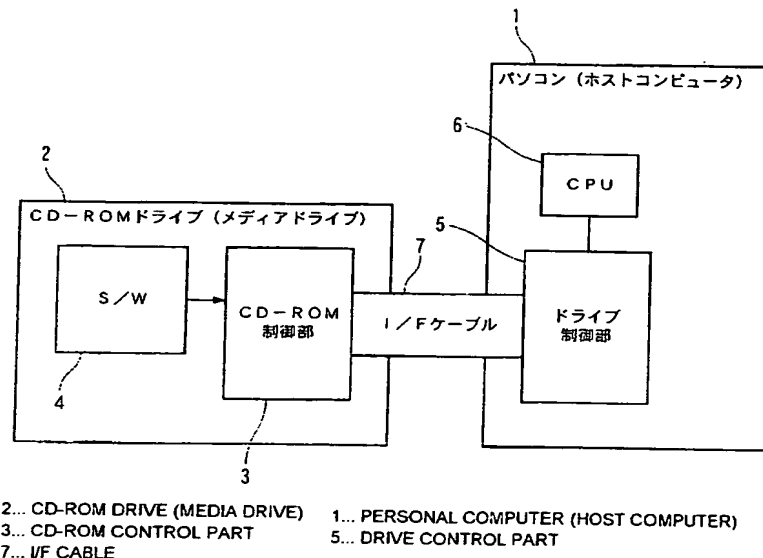 1
パソコン（ホストコンピュータ）
6
CPU
2
CD－ROMドライブ（メディアドライブ）
5
7
S／W
CD－ROM
制御部
I／Fケーブル
ドライブ
制御部
4
3
2... CD-ROM DRIVE (MEDIA DRIVE)
3... CD-ROM CONTROL PART
7... I/F CABLE
1... PERSONAL COMPUTER (HOST COMPUTER)
5... DRIVE CONTROL PART